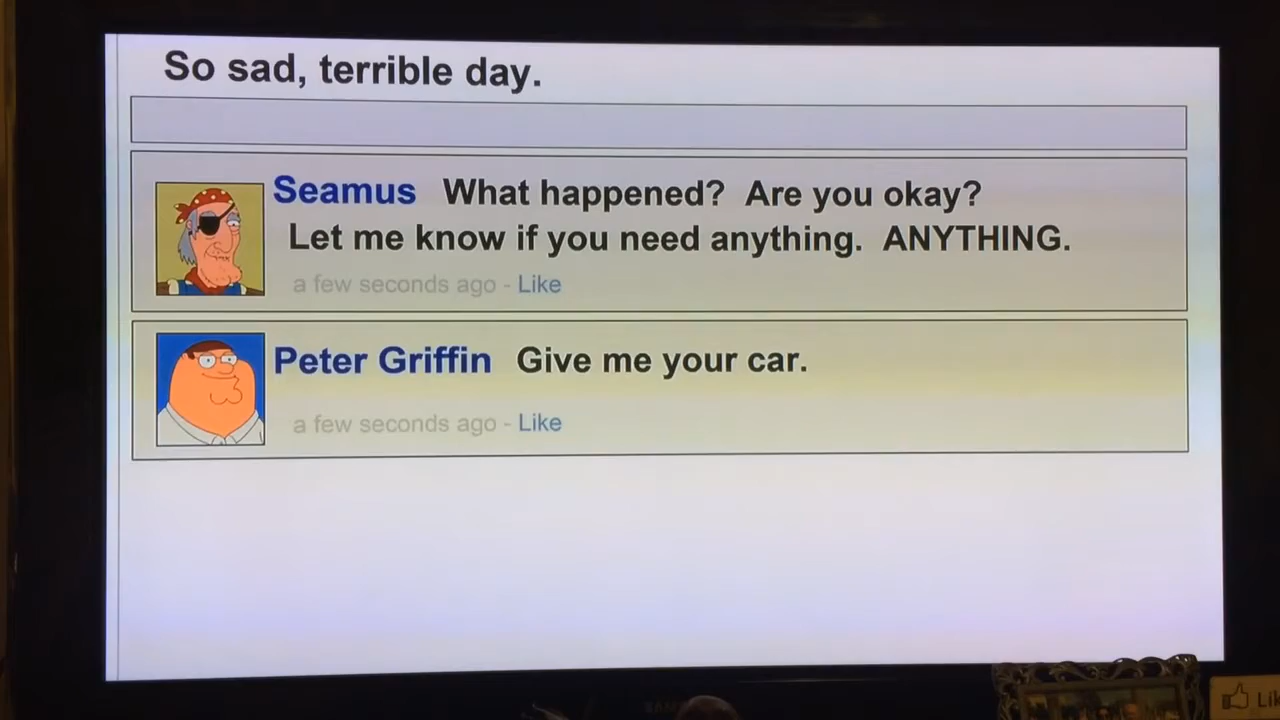 So sad, terrible day.
Seamus What happened? Are you okay?
Let me know if you need anything. ANYTHING.
a few seconds ago - Like
Peter Griffin Give me your car.
a few seconds ago - Like